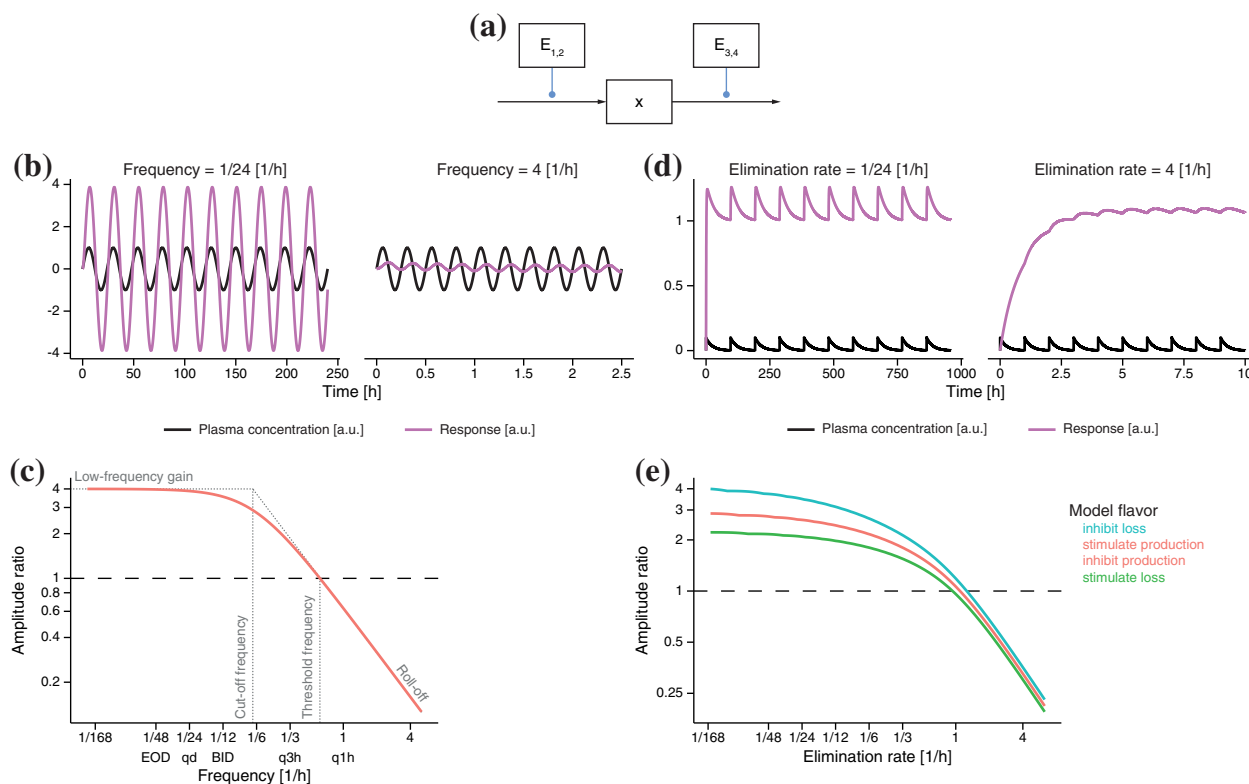 (a)
E1,2
E3,4
x
(b)
Frequency = 1/24 [1/h]
Frequency = 4 [1/h]
4
2
0
-2
-4
0 50 100 150 200 250
0 0.5 1 1.5 2 2.5
Time [h]
Plasma concentration [a.u.] Response [a.u.]
(d)
Elimination rate = 1/24 [1/h]
Elimination rate = 4 [1/h]
1
0.5
0
0 250 500 750 1000
0 2.5 5 7.5 10
Time [h]
Plasma concentration [a.u.] Response [a.u.]
(c)
Low-frequency gain
Amplitude ratio
4
3
2
1
0.8
0.6
0.4
0.2
Cut-off frequency
Threshold frequency
Roll-off
1/168 1/48 1/24 1/12 1/6 1/3 1 4
EOD qd BID q3h q1h
Frequency [1/h]
(e)
Amplitude ratio
4
3
2
1
0.5
0.25
1/168 1/48 1/24 1/12 1/6 1/3 1 4
Elimination rate [1/h]
Model flavor
inhibit loss
stimulate production
inhibit production
stimulate loss